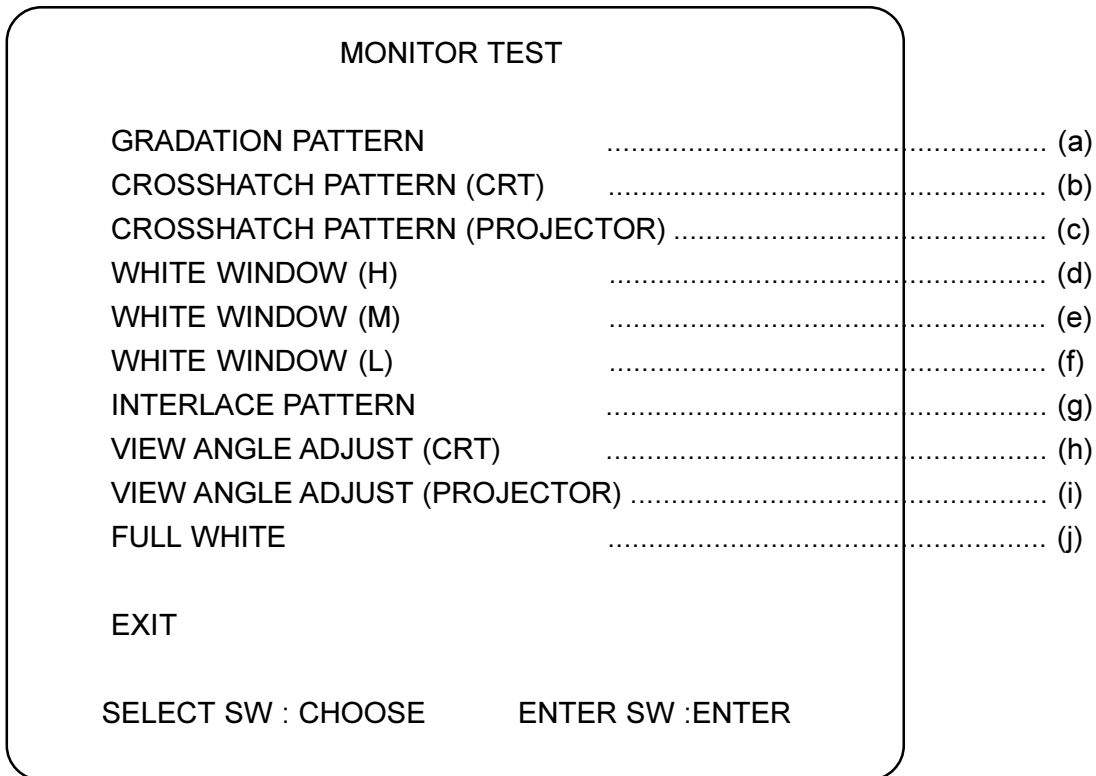 MONITOR TEST
GRADATION PATTERN ...................................................... (a)
CROSSHATCH PATTERN (CRT) ...................................................... (b)
CROSSHATCH PATTERN (PROJECTOR) .............................................. (c)
WHITE WINDOW (H) ...................................................... (d)
WHITE WINDOW (M) ...................................................... (e)
WHITE WINDOW (L) ...................................................... (f)
INTERLACE PATTERN ...................................................... (g)
VIEW ANGLE ADJUST (CRT) ...................................................... (h)
VIEW ANGLE ADJUST (PROJECTOR) ................................................... (i)
FULL WHITE ...................................................... (j)
EXIT
SELECT SW : CHOOSE ENTER SW :ENTER